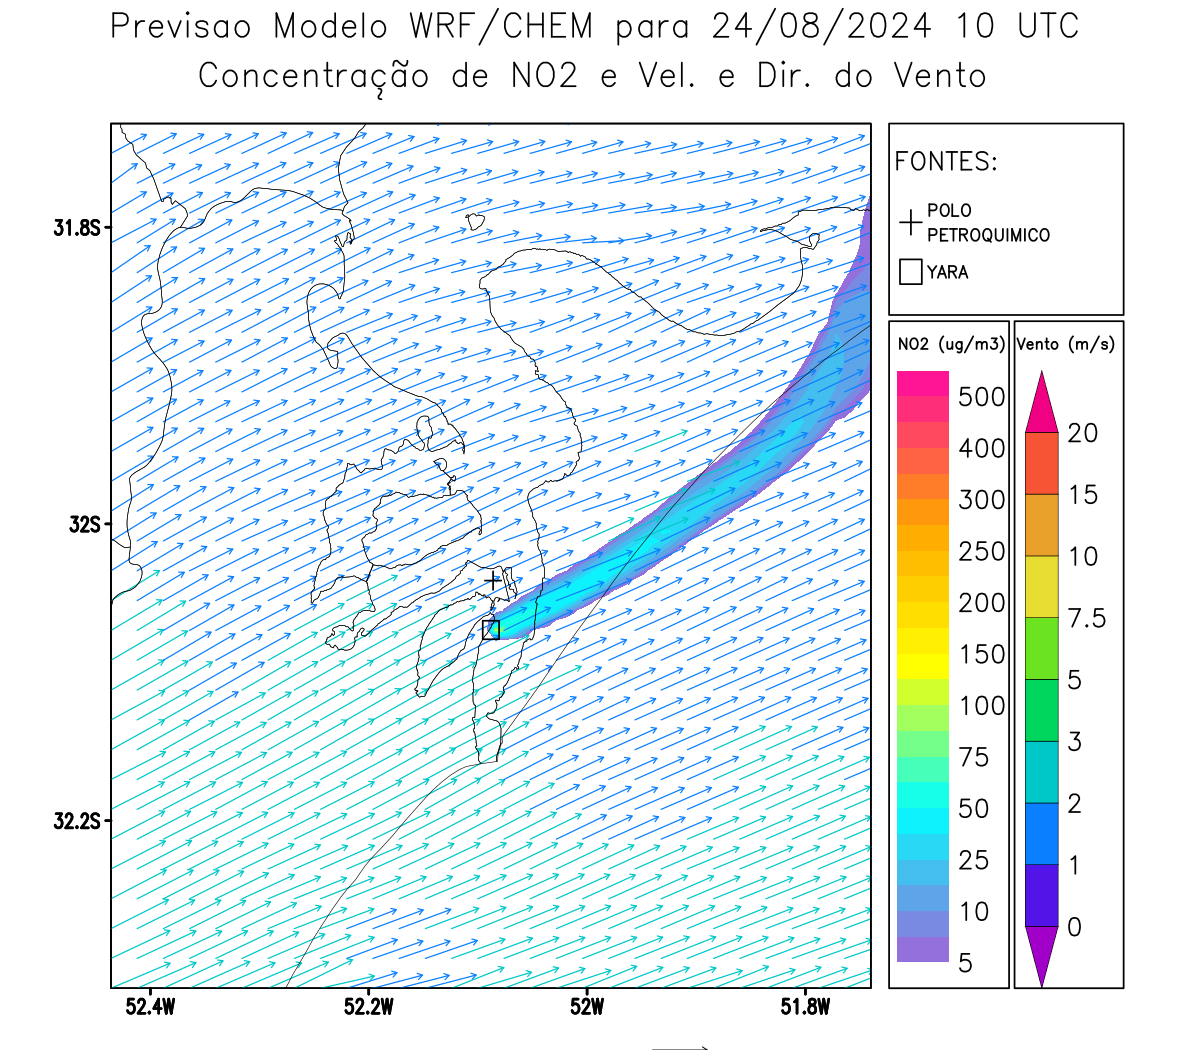 Previsao Modelo WRF/CHEM para 24/08/2024 10 UTC
Concentração de NO2 e Vel. e Dir. do Vento
FONTES:
POLO
PETROQUIMICO
YARA
NO2 (ug/m3)
500
400
300
250
200
150
100
75
50
25
10
5
Vento (m/s)
20
15
10
7.5
5
3
2
1
0
31.8S
32S
32.2S
52.4W
52.2W
52W
51.8W